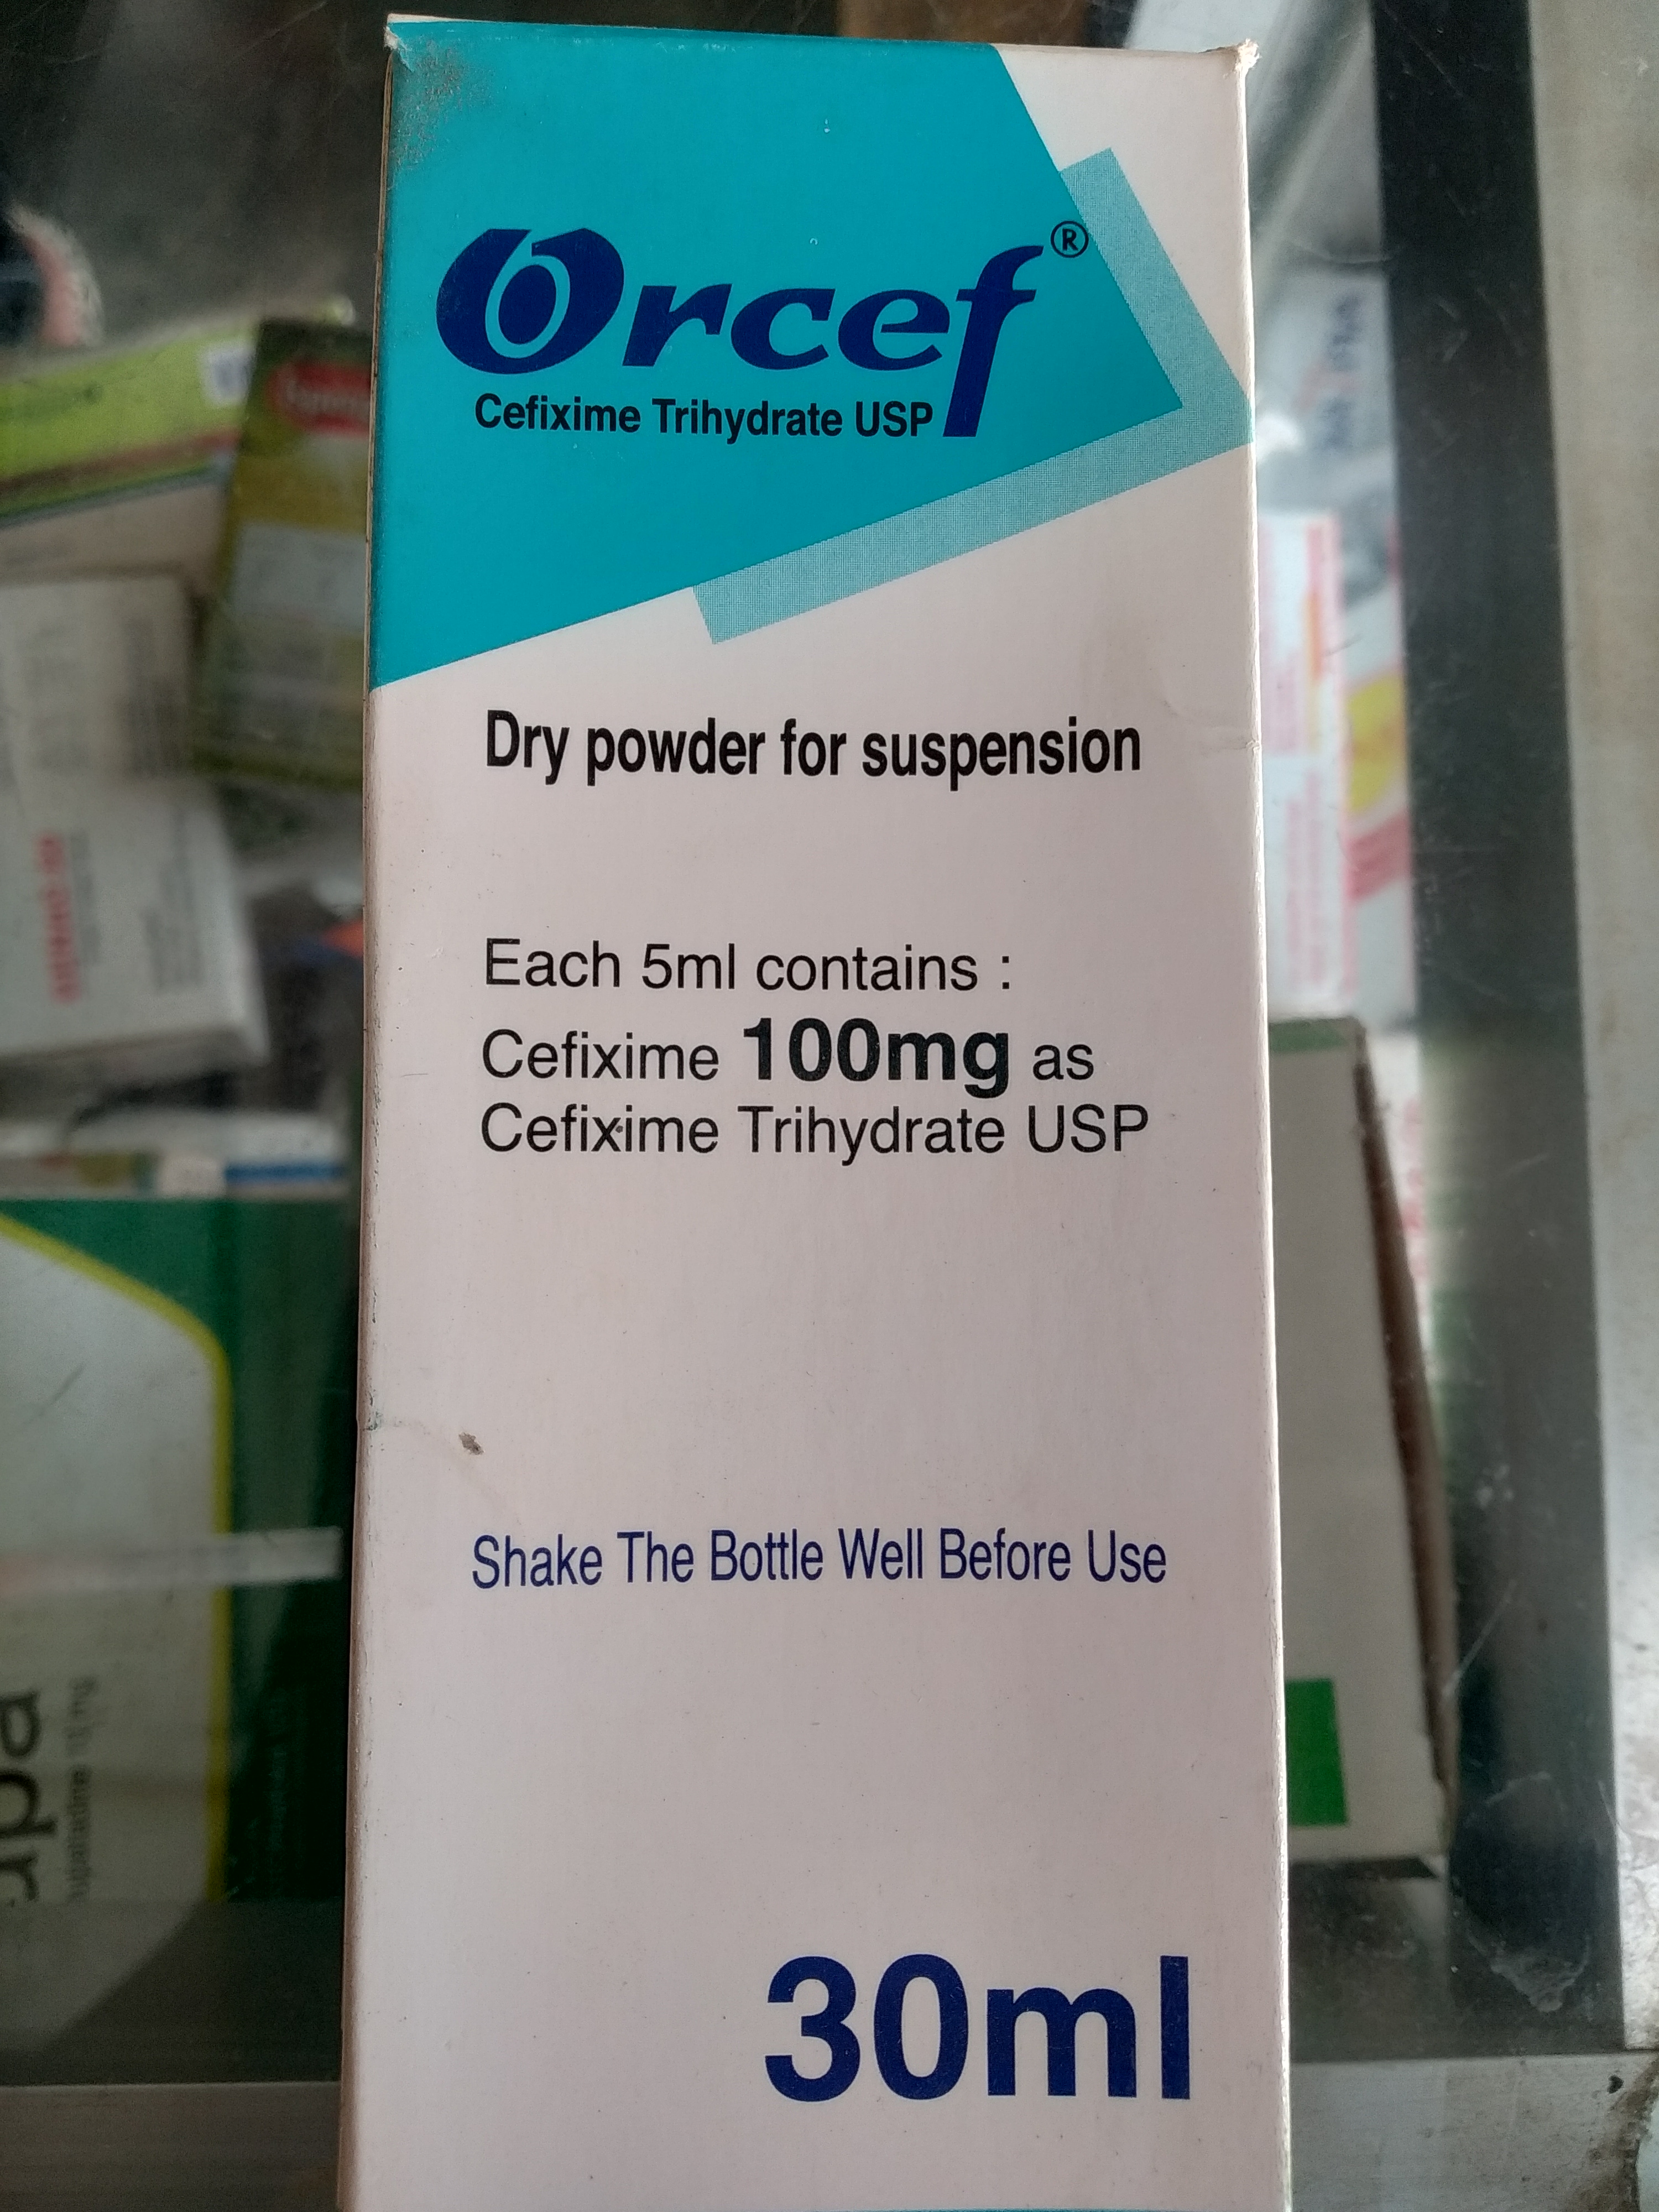 Orcef®
Cefixime Trihydrate USP
Dry powder for suspension
Each 5ml contains :
Cefixime 100mg as
Cefixime Trihydrate USP
Shake The Bottle Well Before Use
30ml